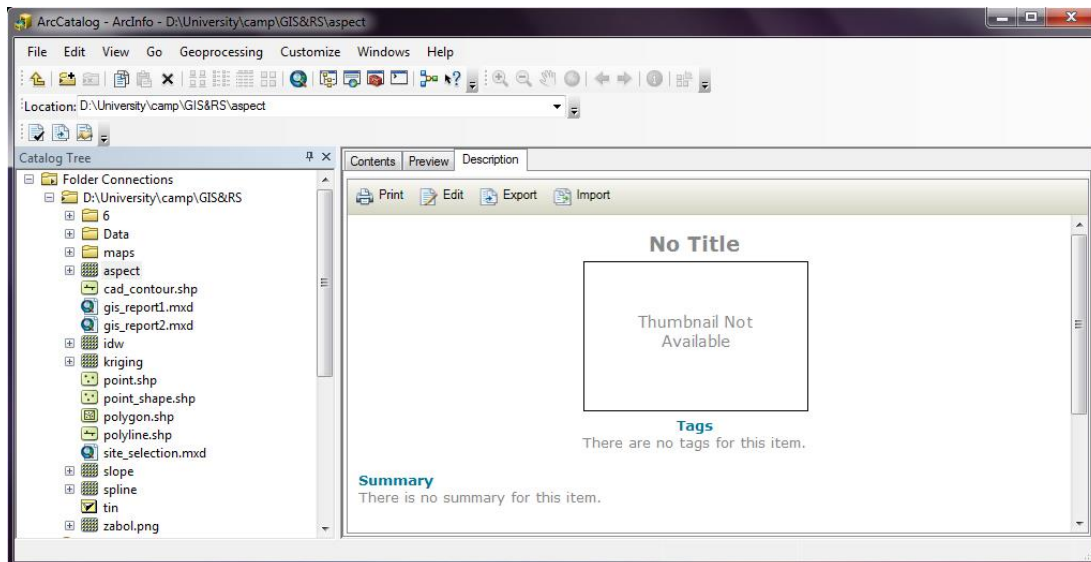 ArcCatalog - ArcInfo - D:\University\camp\GIS&RS\aspect
File Edit View Go Geoprocessing Customize Windows Help
Location: D:\University\camp\GIS&RS\aspect
Catalog Tree
Folder Connections
D:\University\camp\GIS&RS
6
Data
maps
aspect
cad_contour.shp
gis_report1.mxd
gis_report2.mxd
idw
kriging
point.shp
point_shape.shp
polygon.shp
polyline.shp
site_selection.mxd
slope
spline
tin
zabol.png
Contents Preview Description
Print Edit Export Import
No Title
Thumbnail Not
Available
Tags
There are no tags for this item.
Summary
There is no summary for this item.